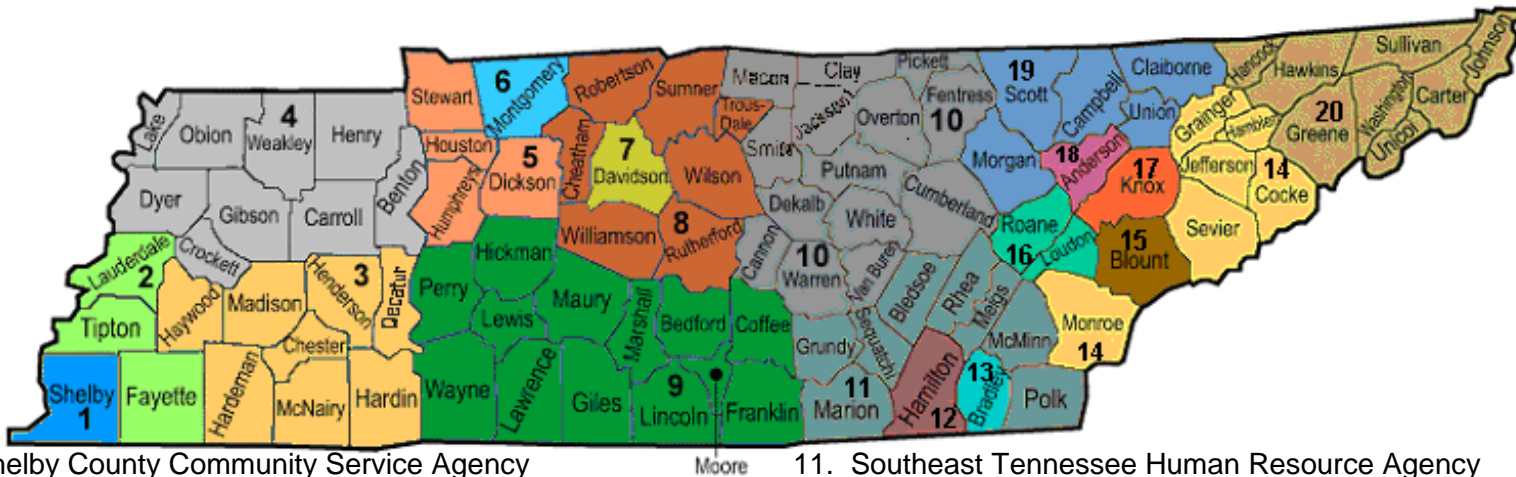 Lake
Obion
4
Weakley
Henry
Dyer
Gibson
Carroll
Benton
Crockett
Lauderdale
2
Tipton
Haywood
Madison
Henderson
3
Decatur
Chester
Shelby
1
Fayette
Hardeman
McNairy
Hardin
Stewart
6
Montgomery
Houston
5
Dickson
Humphreys
Robertson
Sumner
Trous-
Dale
Cheatham
7
Davidson
Wilson
Williamson
8
Rutherford
Hickman
Perry
Lewis
Maury
Marshall
Bedford
Coffee
Wayne
Lawrence
Giles
9
Lincoln
Franklin
Moore
Macon
Clay
Pickett
Jackson
Overton
Fentress
10
Smith
Putnam
Dekalb
White
Cumberland
Cannon
10
Warren
Van Buren
Grundy
Sequatchi
Bledsoe
Rhea
Meigs
McMinn
11
Marion
Hamilton
12
13
Bradley
Polk
19
Scott
Campbell
Claiborne
Union
Morgan
18
Anderson
17
Knox
Roane
16
Loudon
15
Blount
Grainger
Hamblen
Jefferson
14
Cocke
Sevier
Monroe
14
Hancock
Hawkins
Sullivan
Johnson
20
Greene
Washington
Carter
Unicoi
helby County Community Service Agency
11. Southeast Tennessee Human Resource Agency